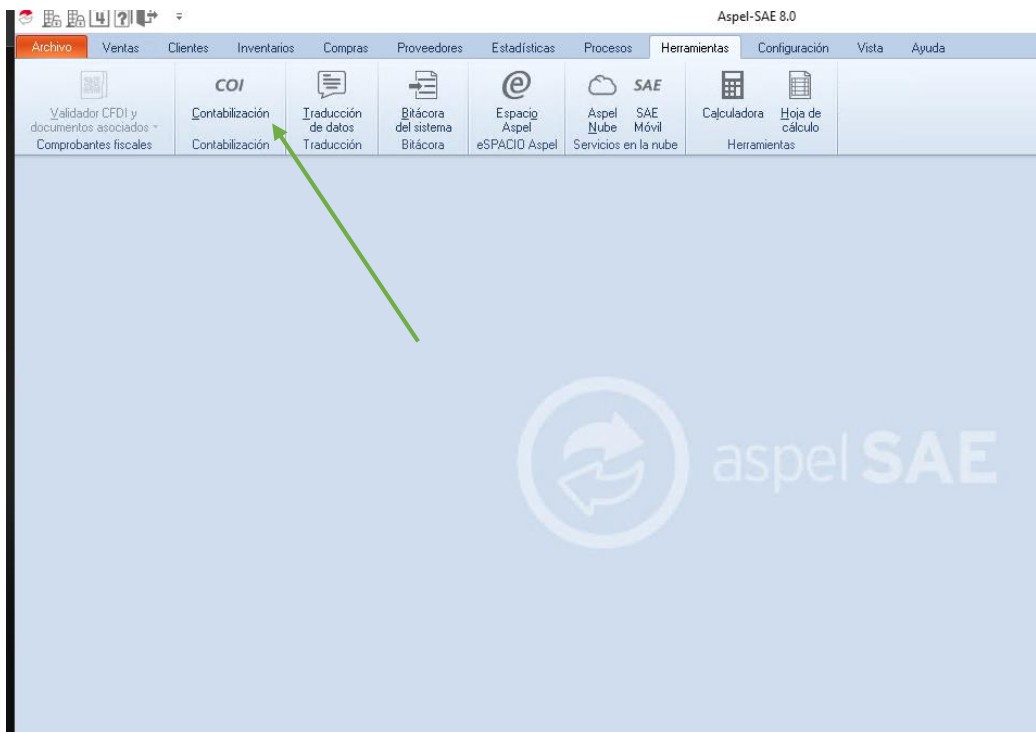 4 ? Aspel-SAE 8.0
Archivo Ventas Clientes Inventarios Compras Proveedores Estadísticas Procesos Herramientas Configuración Vista Ayuda
COI e SAE
Validador CFDI y Contabilización Traducción Bitácora Espacio Aspel SAE Calculadora Hoja de
documentos asociados de datos del sistema Aspel Nube Móvil cálculo
Comprobantes fiscales Contabilización Traducción Bitácora eSPACIO Aspel Servicios en la nube Herramientas
aspel SAE